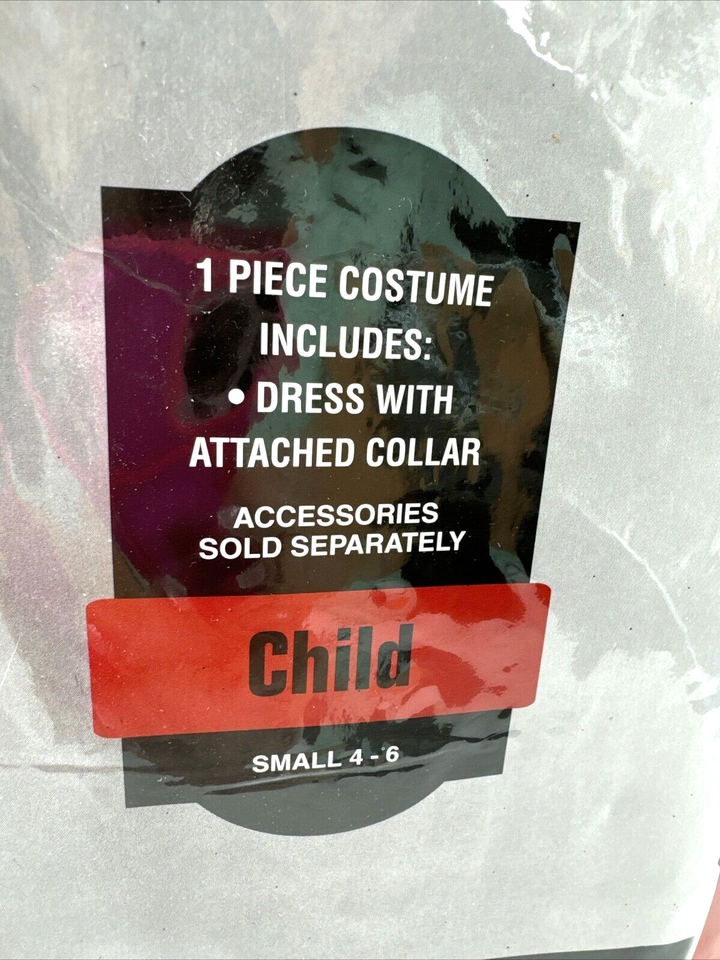 1 PIECE COSTUME
INCLUDES:
• DRESS WITH
ATTACHED COLLAR
ACCESSORIES
SOLD SEPARATELY
Child
SMALL 4 - 6